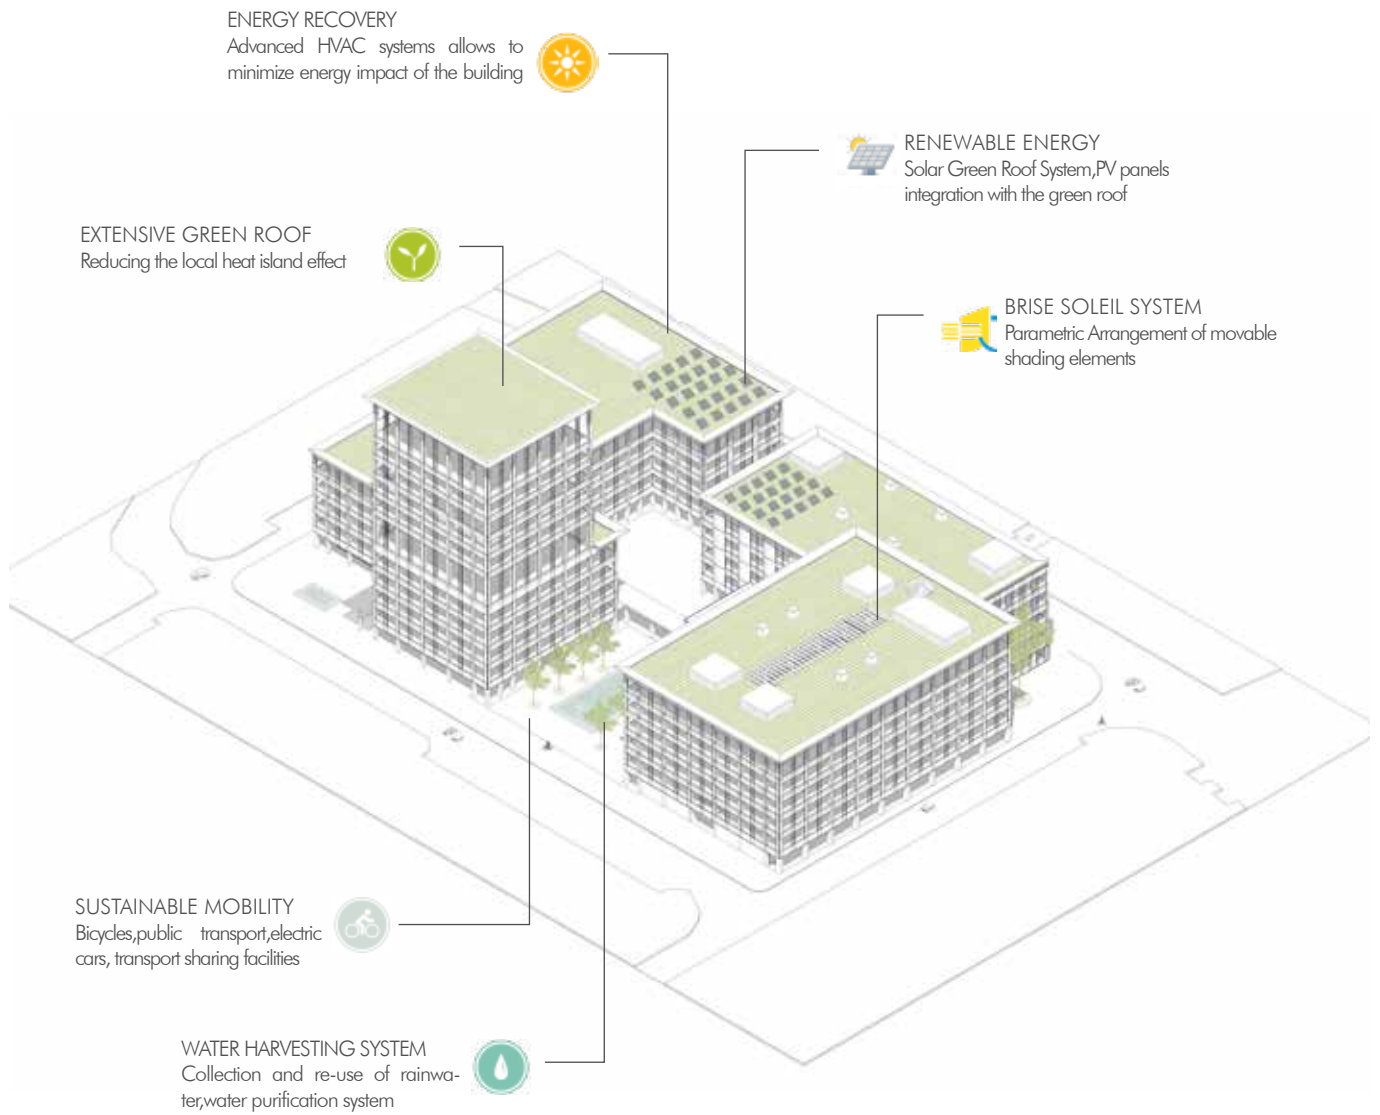 ENERGY RECOVERY
Advanced HVAC systems allows to
minimize energy impact of the building
RENEWABLE ENERGY
Solar Green Roof System,PV panels
integration with the green roof
EXTENSIVE GREEN ROOF
Reducing the local heat island effect
BRISE SOLEIL SYSTEM
Parametric Arrangement of movable
shading elements
SUSTAINABLE MOBILITY
Bicycles,public transport,electric
cars, transport sharing facilities
WATER HARVESTING SYSTEM
Collection and re-use of rainwa-
ter,water purification system